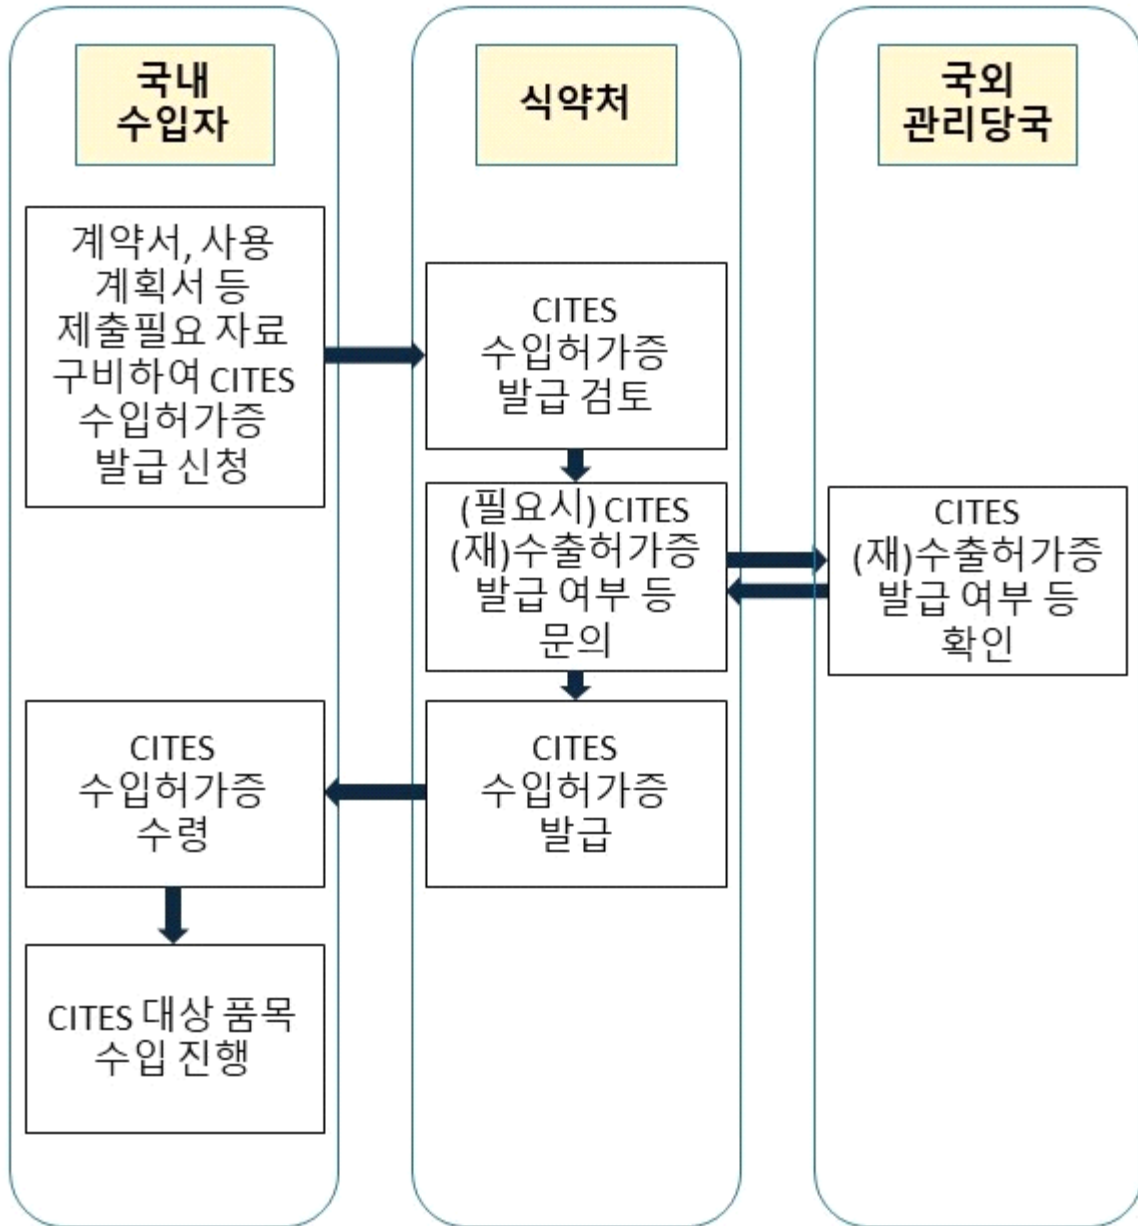 국내
수입자
식약처
국외
관리당국
계약서, 사용
계획서 등
제출필요 자료
구비하여 CITES
수입허가증
발급 신청
CITES
수입허가증
발급 검토
(필요시) CITES
(재)수출허가증
발급 여부 등
문의
CITES
(재)수출허가증
발급 여부 등
확인
CITES
수입허가증
수령
CITES
수입허가증
발급
CITES 대상 품목
수입 진행